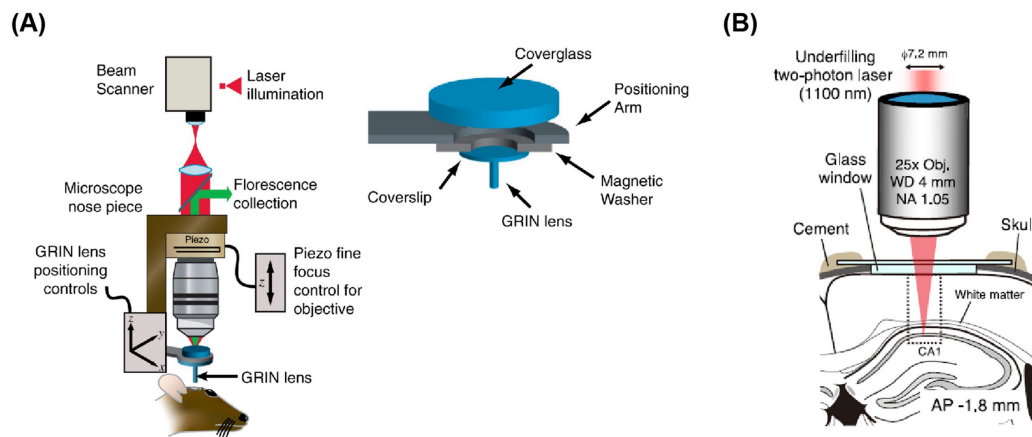 (A)
Beam
Scanner
Laser
illumination
Microscope
nose piece
Florescence
collection
Piezo
GRIN lens
positioning
controls
Piezo fine
focus
control for
objective
z
z
y
x
GRIN lens
Coverglass
Positioning
Arm
Coverslip
Magnetic
Washer
GRIN lens
(B)
Underfilling
two-photon laser
(1100 nm)
ϕ7.2 mm
25x Obj.
WD 4 mm
NA 1.05
Glass
window
Cement
Skul
White matter
CA1
AP -1.8 mm